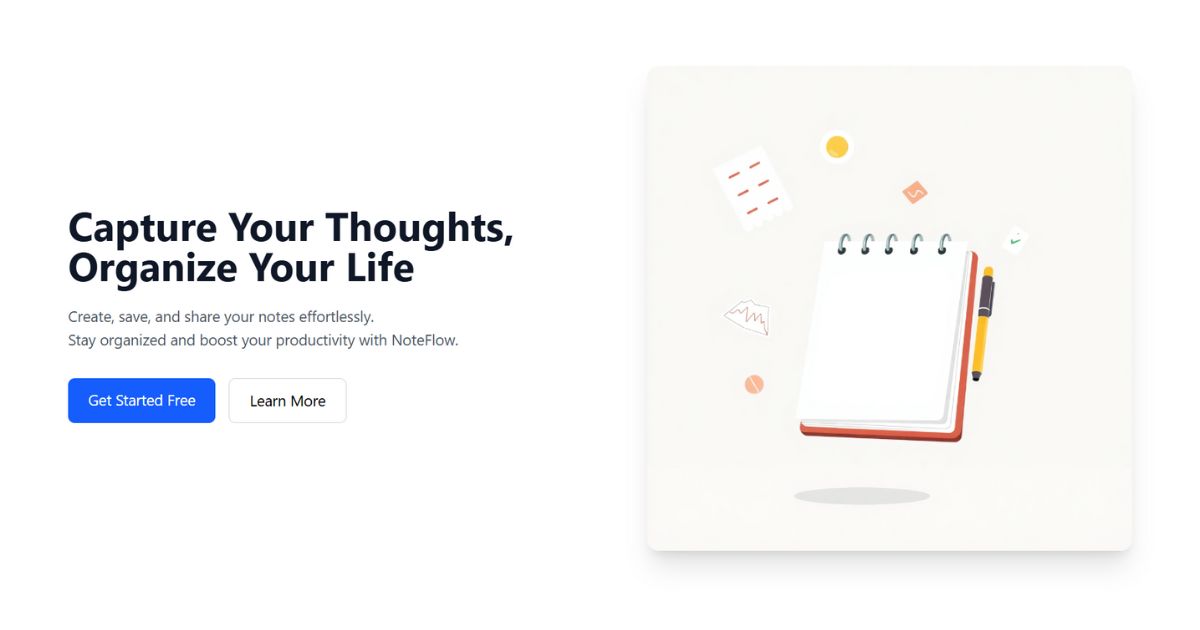 Capture Your Thoughts,
Organize Your Life
Create, save, and share your notes effortlessly.
Stay organized and boost your productivity with NoteFlow.
Get Started Free
Learn More